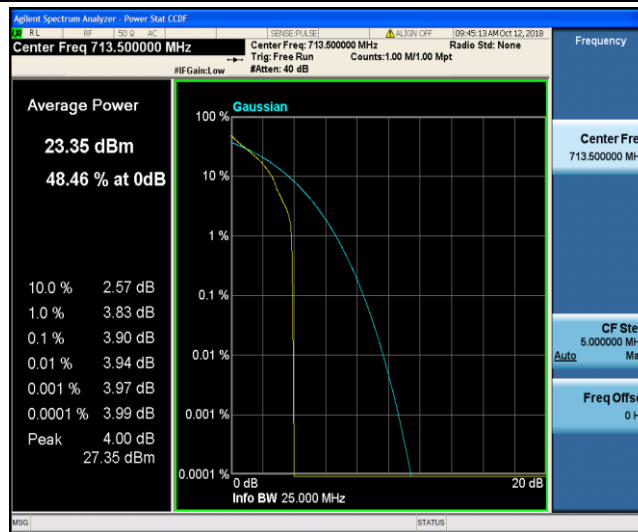 Agilent Spectrum Analyzer - Power Stat CCDF
RL RF 50 Ω AC SENSE:PULSE ALIGN OFF 09:45:13 AM Oct 12, 2018
Center Freq 713.500000 MHz Center Freq: 713.500000 MHz Radio Std: None
Trig: Free Run Counts:1.00 M/1.00 Mpt
#IFGain:Low #Atten: 40 dB
Frequency
Average Power
23.35 dBm
48.46 % at 0dB
10.0 % 2.57 dB
1.0 % 3.83 dB
0.1 % 3.90 dB
0.01 % 3.94 dB
0.001 % 3.97 dB
0.0001 % 3.99 dB
Peak 4.00 dB
27.35 dBm
Gaussian
100 %
10 %
1 %
0.1 %
0.01 %
0.001 %
0.0001 %
0 dB 20 dB
Info BW 25.000 MHz
Center Fre
713.500000 MH
CF Ste
5.000000 MH
Auto Ma
Freq Offs
0 H
MSG STATUS